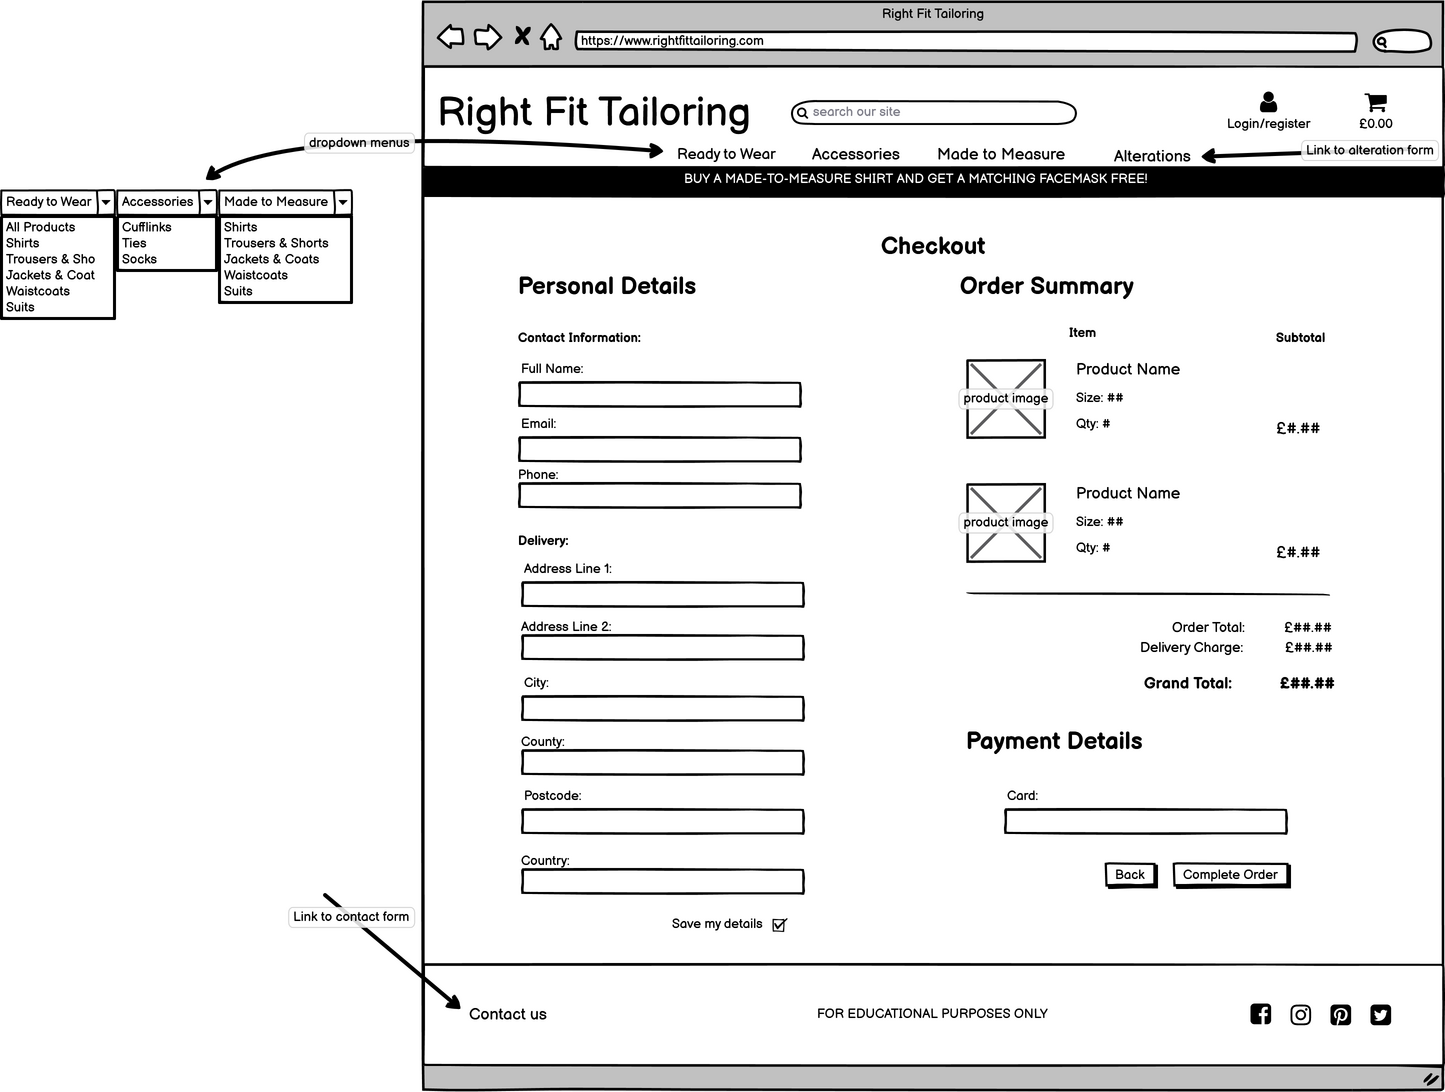 Right Fit Tailoring
https://www.rightfittailoring.com
Right Fit Tailoring
search our site
Login/register
£0.00
dropdown menus
Ready to Wear
Accessories
Made to Measure
Alterations
Link to alteration form
BUY A MADE-TO-MEASURE SHIRT AND GET A MATCHING FACEMASK FREE!
Ready to Wear
All Products
Shirts
Trousers & Sho
Jackets & Coat
Waistcoats
Suits
Accessories
Cufflinks
Ties
Socks
Made to Measure
Shirts
Trousers & Shorts
Jackets & Coats
Waistcoats
Suits
Checkout
Personal Details
Contact Information:
Full Name:
Email:
Phone:
Delivery:
Address Line 1:
Address Line 2:
City:
County:
Postcode:
Country:
Save my details
Order Summary
Item
Subtotal
product image
Product Name
Size: ##
Qty: #
£#.##
product image
Product Name
Size: ##
Qty: #
£#.##
Order Total: £##.##
Delivery Charge: £##.##
Grand Total: £##.##
Payment Details
Card:
Back
Complete Order
Link to contact form
Contact us
FOR EDUCATIONAL PURPOSES ONLY